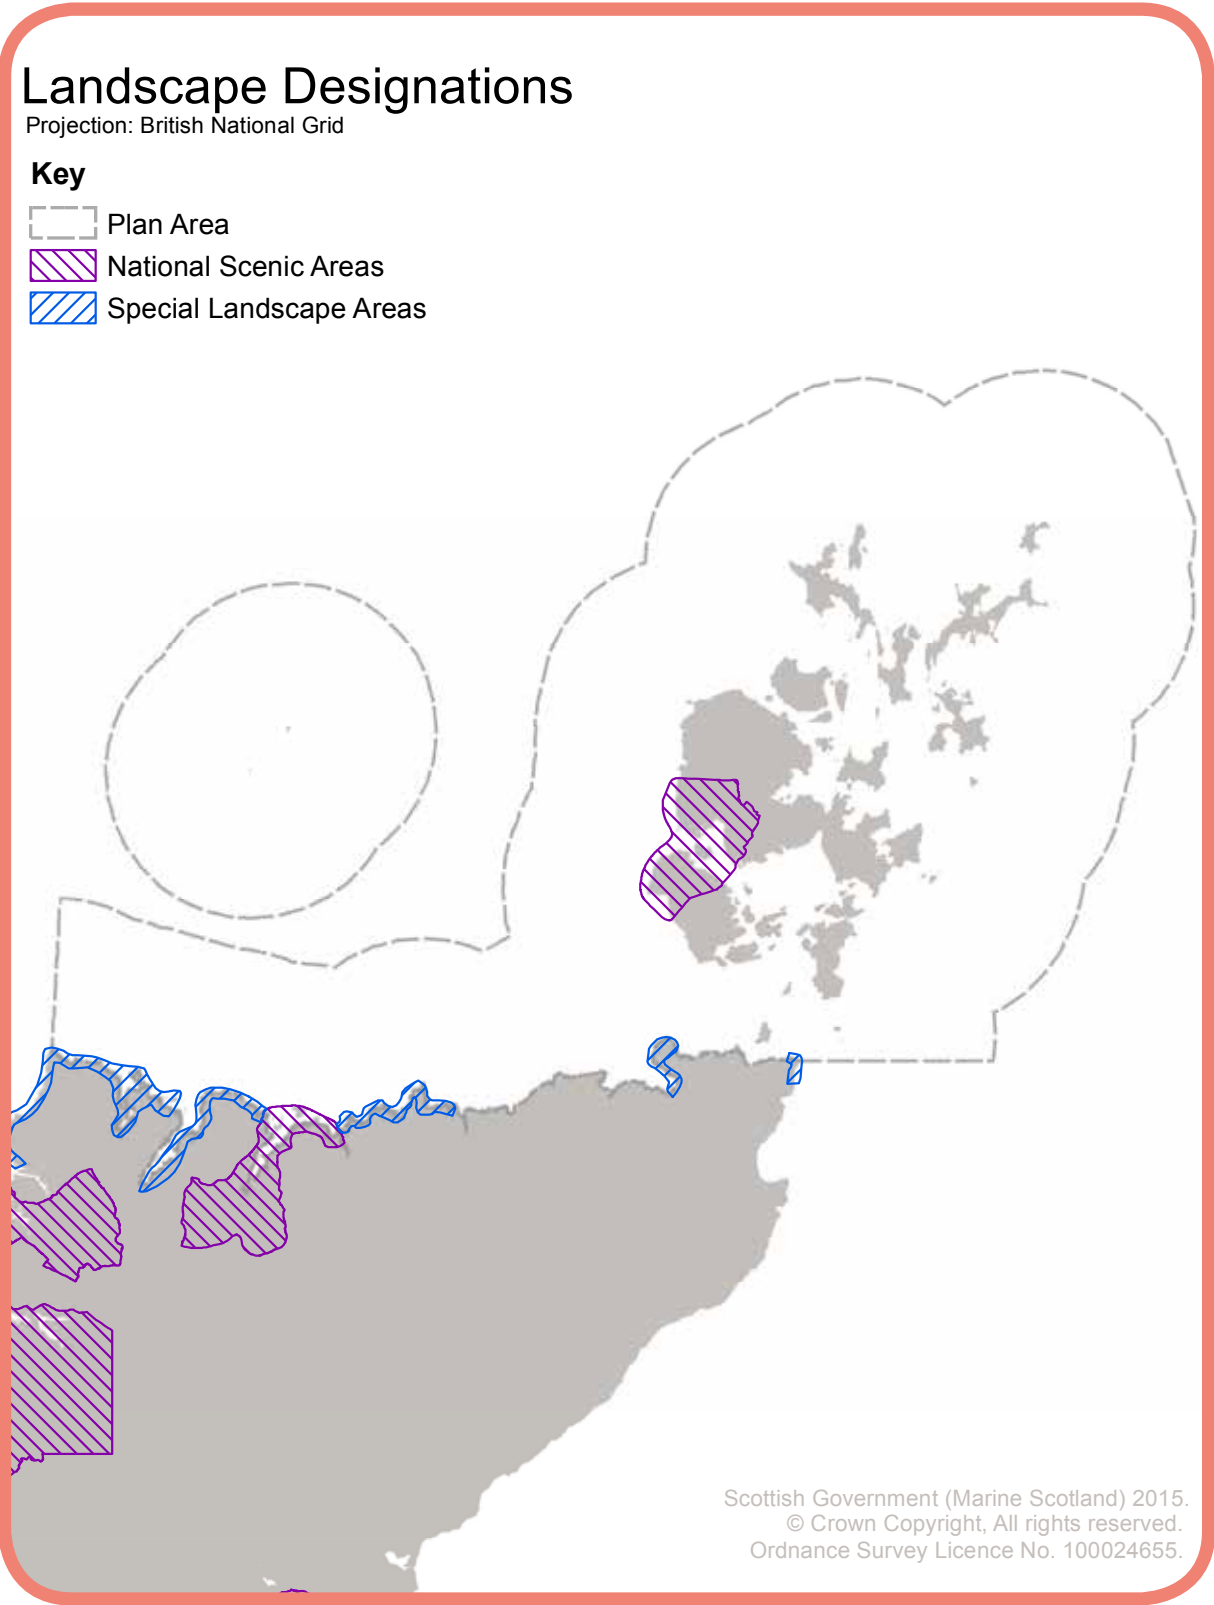 Landscape Designations
Projection: British National Grid
Key
Plan Area
National Scenic Areas
Special Landscape Areas
Scottish Government (Marine Scotland) 2015.
© Crown Copyright, All rights reserved.
Ordnance Survey Licence No. 100024655.